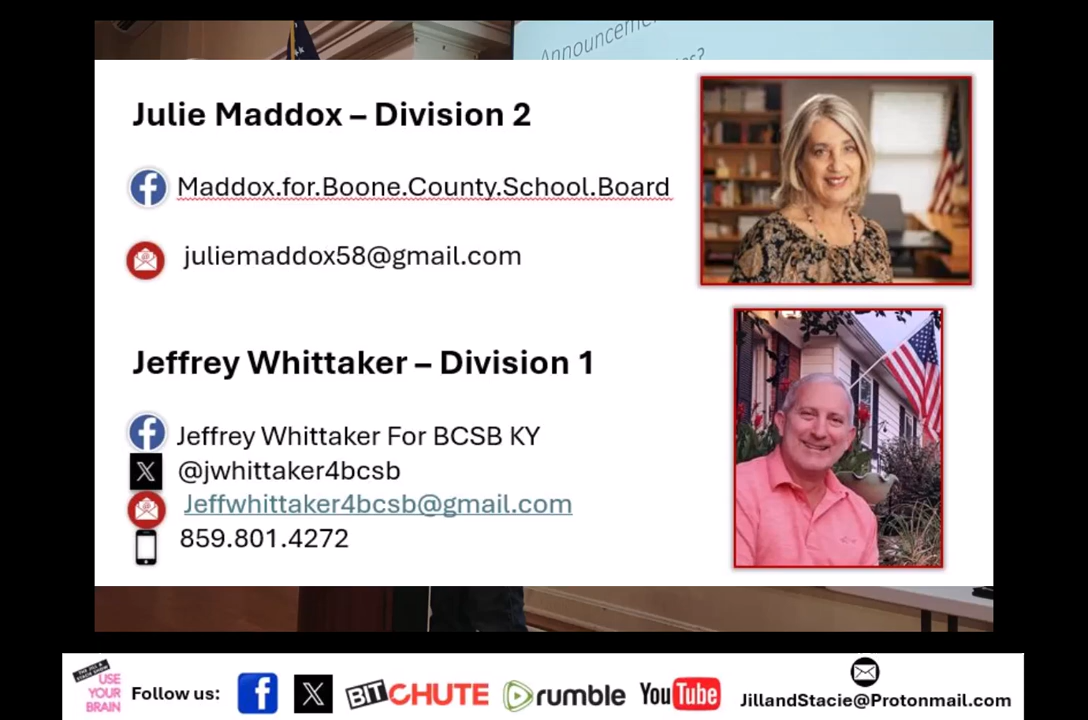 Announceme
Julie Maddox – Division 2
Maddox.for.Boone.County.School.Board
juliemaddox58@gmail.com
Jeffrey Whittaker – Division 1
Jeffrey Whittaker For BCSB KY
@jwhittaker4bcsb
Jeffwhittaker4bcsb@gmail.com
859.801.4272
USE
YOUR
BRAIN
Follow us:
BITCHUTE
rumble
YouTube
JillandStacie@Protonmail.com